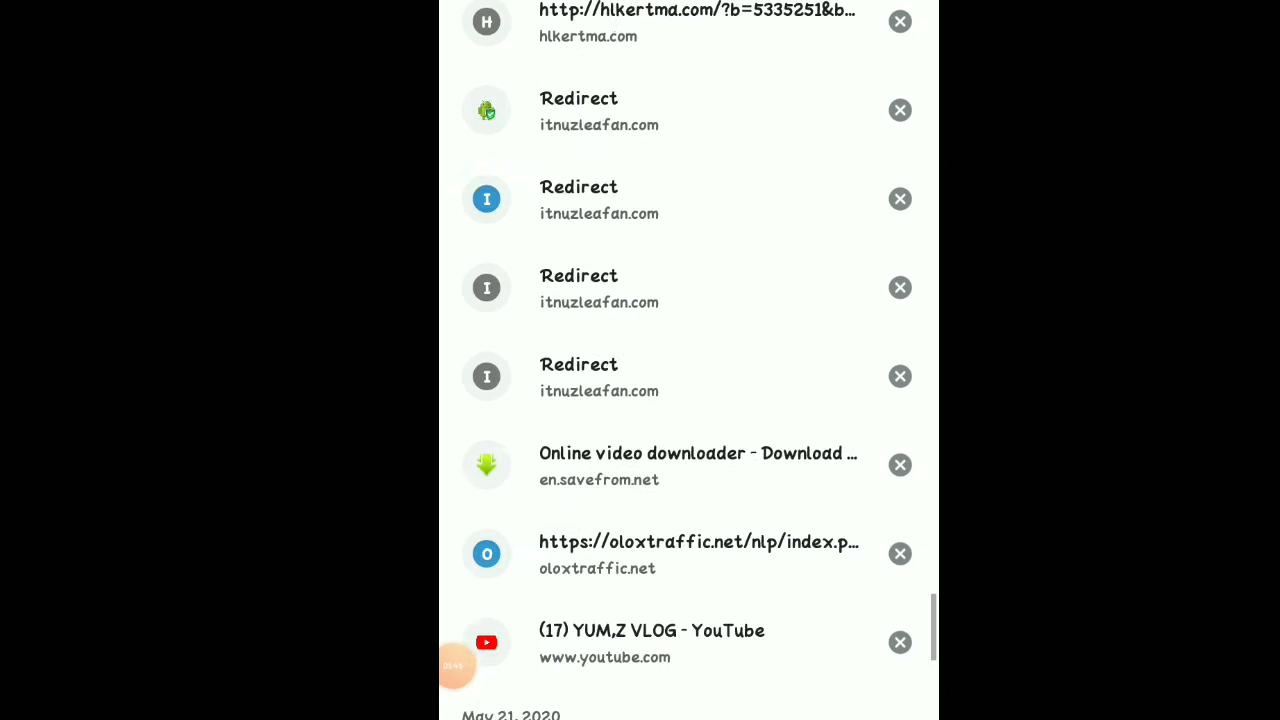 http://hlkertma.com/?b=5335251&b...
H
hlkertma.com
Redirect
itnuzleafan.com
Redirect
I
itnuzleafan.com
Redirect
I
itnuzleafan.com
Redirect
I
itnuzleafan.com
Online video downloader - Download ...
en.savefrom.net
https://oloxtraffic.net/nlp/index.p...
O
oloxtraffic.net
(17) YUM,Z VLOG - YouTube
www.youtube.com
May 21, 2020